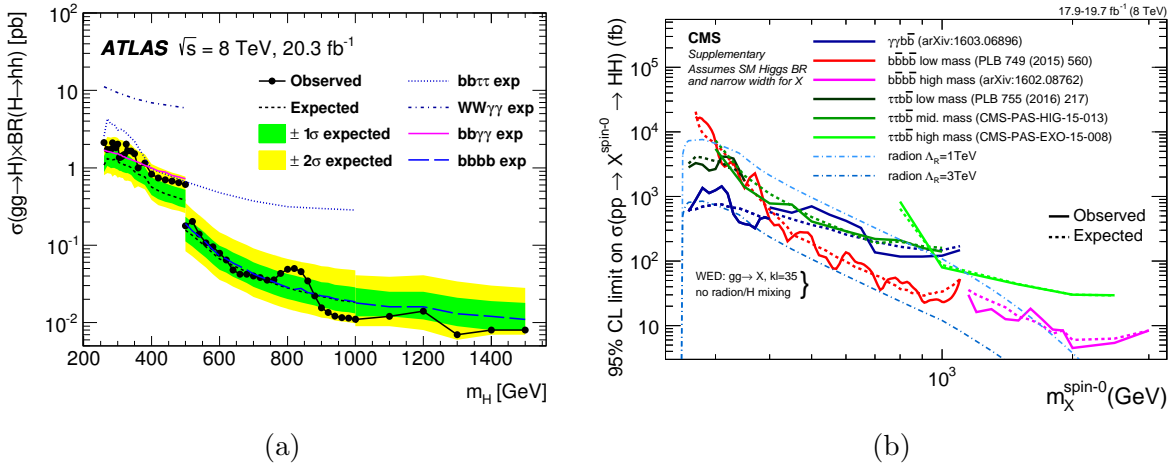 σ(gg→H)×BR(H→hh) [pb]
10²
10
1
10⁻¹
10⁻²
ATLAS √s = 8 TeV, 20.3 fb⁻¹
Observed
Expected
± 1σ expected
± 2σ expected
bbττ exp
WWγγ exp
bbγγ exp
bbbb exp
200 400 600 800 1000 1200 1400
m_H [GeV]
(a)
17.9-19.7 fb⁻¹ (8 TeV)
95% CL limit on σ(pp → X^spin-0 → HH) (fb)
10⁵
10⁴
10³
10²
10
CMS
Supplementary
Assumes SM Higgs BR
and narrow width for X
γγbb̄ (arXiv:1603.06896)
bb̄bb̄ low mass (PLB 749 (2015) 560)
bb̄bb̄ high mass (arXiv:1602.08762)
ττbb̄ low mass (PLB 755 (2016) 217)
ττbb̄ mid. mass (CMS-PAS-HIG-15-013)
ττbb̄ high mass (CMS-PAS-EXO-15-008)
radion Λ_R=1TeV
radion Λ_R=3TeV
Observed
Expected
WED: gg→ X, kl=35
no radion/H mixing }
10³
m_X^spin-0 (GeV)
(b)